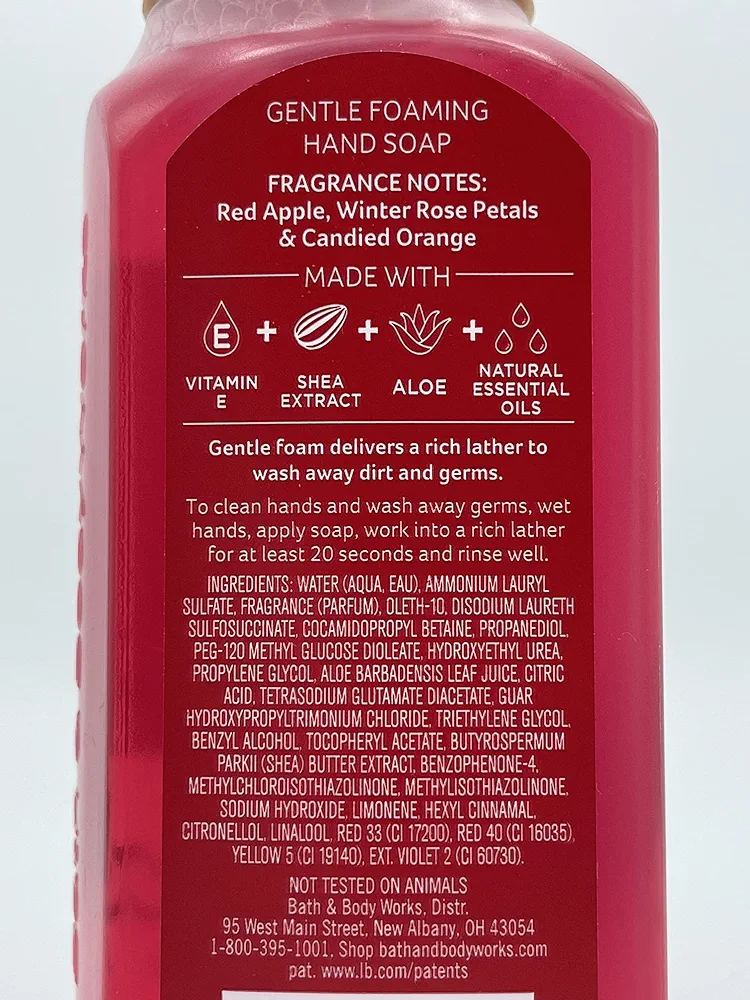 GENTLE FOAMING
HAND SOAP
FRAGRANCE NOTES:
Red Apple, Winter Rose Petals
& Candied Orange
MADE WITH
E + + +
VITAMIN E
SHEA EXTRACT
ALOE
NATURAL ESSENTIAL OILS
Gentle foam delivers a rich lather to
wash away dirt and germs.
To clean hands and wash away germs, wet
hands, apply soap, work into a rich lather
for at least 20 seconds and rinse well.
INGREDIENTS: WATER (AQUA, EAU), AMMONIUM LAURYL
SULFATE, FRAGRANCE (PARFUM), OLETH-10, DISODIUM LAURETH
SULFOSUCCINATE, COCAMIDOPROPYL BETAINE, PROPANEDIOL,
PEG-120 METHYL GLUCOSE DIOLEATE, HYDROXYETHYL UREA,
PROPYLENE GLYCOL, ALOE BARBADENSIS LEAF JUICE, CITRIC
ACID, TETRASODIUM GLUTAMATE DIACETATE, GUAR
HYDROXYPROPYLTRIMONIUM CHLORIDE, TRIETHYLENE GLYCOL,
BENZYL ALCOHOL, TOCOPHERYL ACETATE, BUTYROSPERMUM
PARKII (SHEA) BUTTER EXTRACT, BENZOPHENONE-4,
METHYLCHLOROISOTHIAZOLINONE, METHYLISOTHIAZOLINONE,
SODIUM HYDROXIDE, LIMONENE, HEXYL CINNAMAL,
CITRONELLOL, LINALOOL, RED 33 (CI 17200), RED 40 (CI 16035),
YELLOW 5 (CI 19140), EXT. VIOLET 2 (CI 60730).
NOT TESTED ON ANIMALS
Bath & Body Works, Distr.
95 West Main Street, New Albany, OH 43054
1-800-395-1001, Shop bathandbodyworks.com
pat. www.lb.com/patents